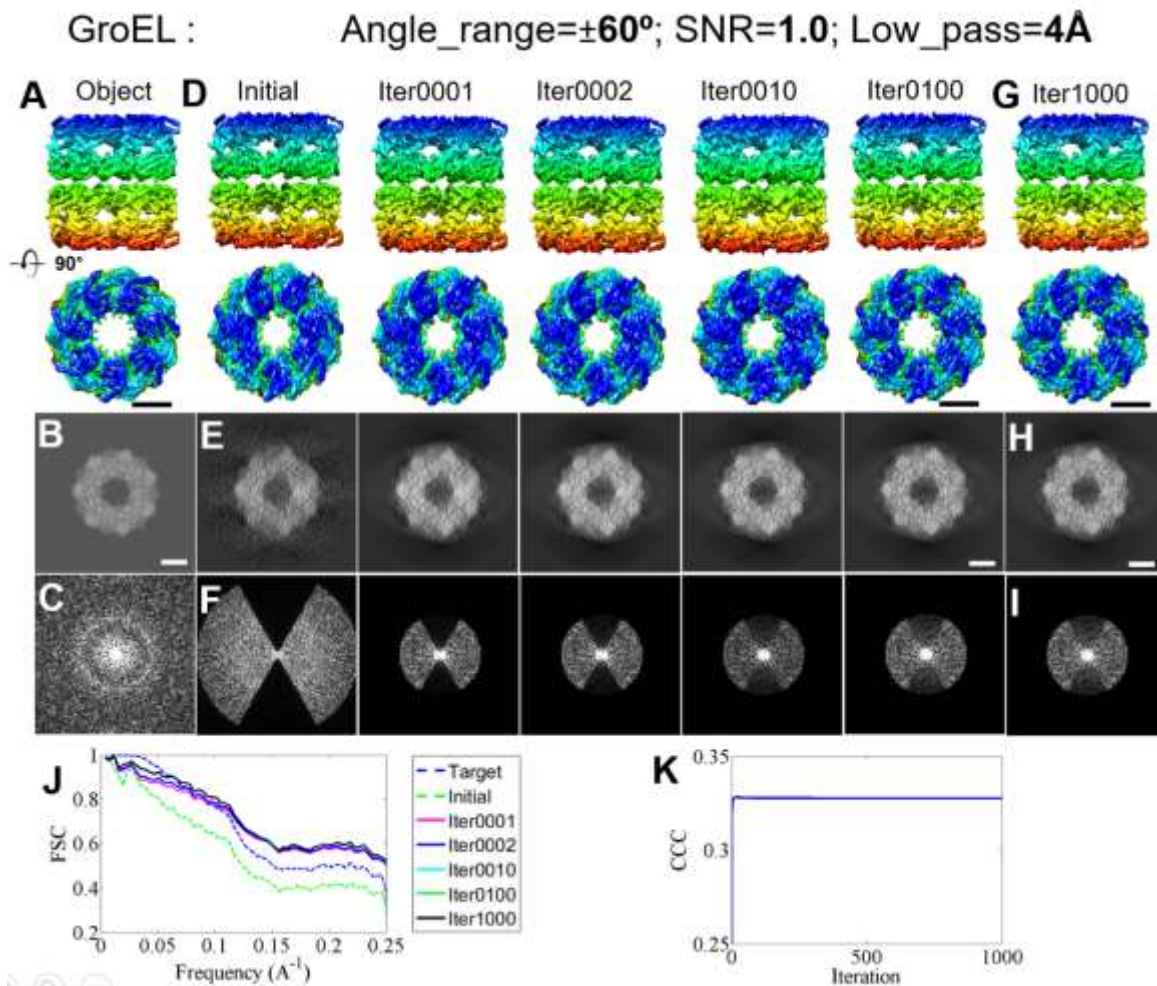 GroEL : Angle_range=±60º; SNR=1.0; Low_pass=4Å
A Object D Initial Iter0001 Iter0002 Iter0010 Iter0100 G Iter1000
90°
B E H
C F I
J
1
0.8
0.6
0.4
0.2
FSC
0 0.05 0.1 0.15 0.2 0.25
Frequency (A⁻¹)
Target
Initial
Iter0001
Iter0002
Iter0010
Iter0100
Iter1000
K
0.35
0.3
0.25
CCC
0 500 1000
Iteration